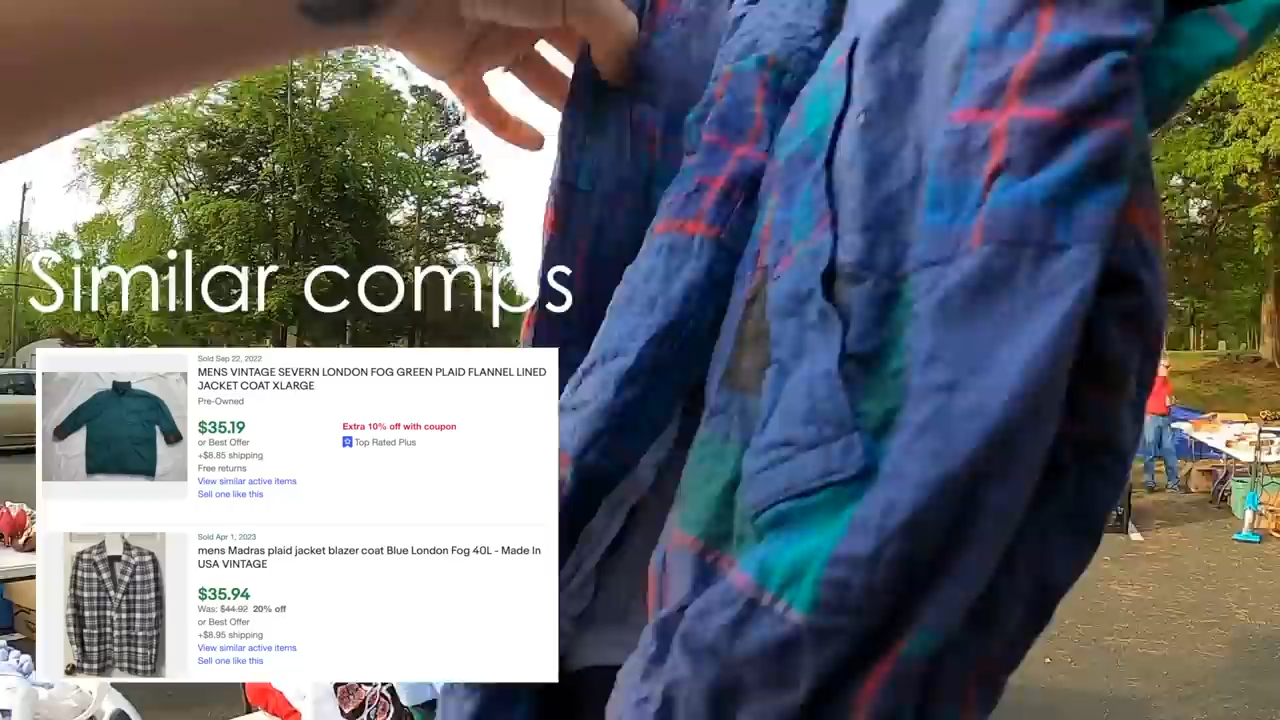 Similar comps
Sold Sep 22, 2022
MENS VINTAGE SEVERN LONDON FOG GREEN PLAID FLANNEL LINED
JACKET COAT XLARGE
Pre-Owned
$35.19
Extra 10% off with coupon
or Best Offer
Top Rated Plus
+$8.85 shipping
Free returns
View similar active items
Sell one like this
Sold Apr 1, 2023
mens Madras plaid jacket blazer coat Blue London Fog 40L - Made In
USA VINTAGE
$35.94
Was: $44.92 20% off
or Best Offer
+$8.95 shipping
View similar active items
Sell one like this